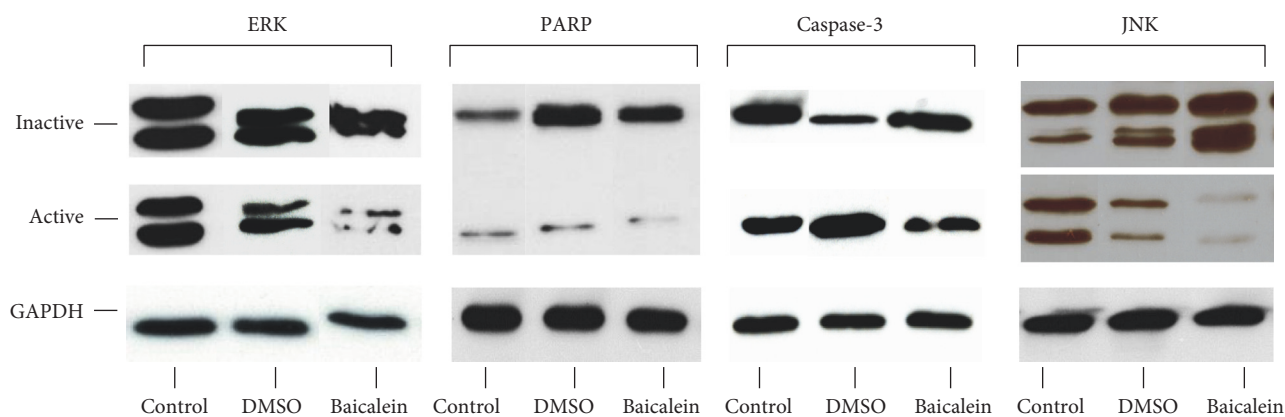 ERK PARP Caspase-3 JNK
Inactive
Active
GAPDH
Control DMSO Baicalein Control DMSO Baicalein Control DMSO Baicalein Control DMSO Baicalein